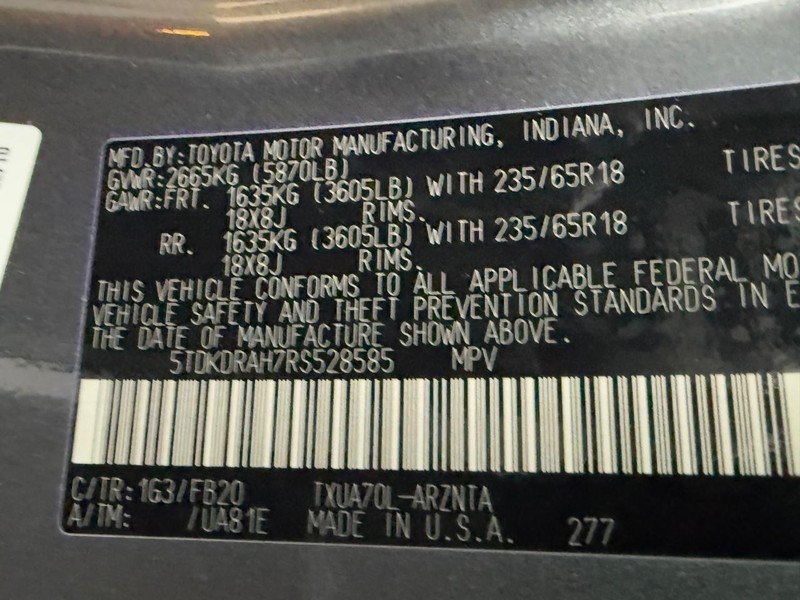 MFD.BY:TOYOTA MOTOR MANUFACTURING, INDIANA, INC.
GVWR:2665KG (5870LB)
GAWR:FRT. 1635KG (3605LB) WITH 235/65R18 TIRES
18X8J RIMS.
RR. 1635KG (3605LB) WITH 235/65R18 TIRES
18X8J RIMS.
THIS VEHICLE CONFORMS TO ALL APPLICABLE FEDERAL MO
VEHICLE SAFETY AND THEFT PREVENTION STANDARDS IN E
THE DATE OF MANUFACTURE SHOWN ABOVE.
5TDKDRAH7RS528585 MPV
C/TR: 1G3/FB20 TXUA70L-ARZNTA
A/TM: /UA81E MADE IN U.S.A. 277